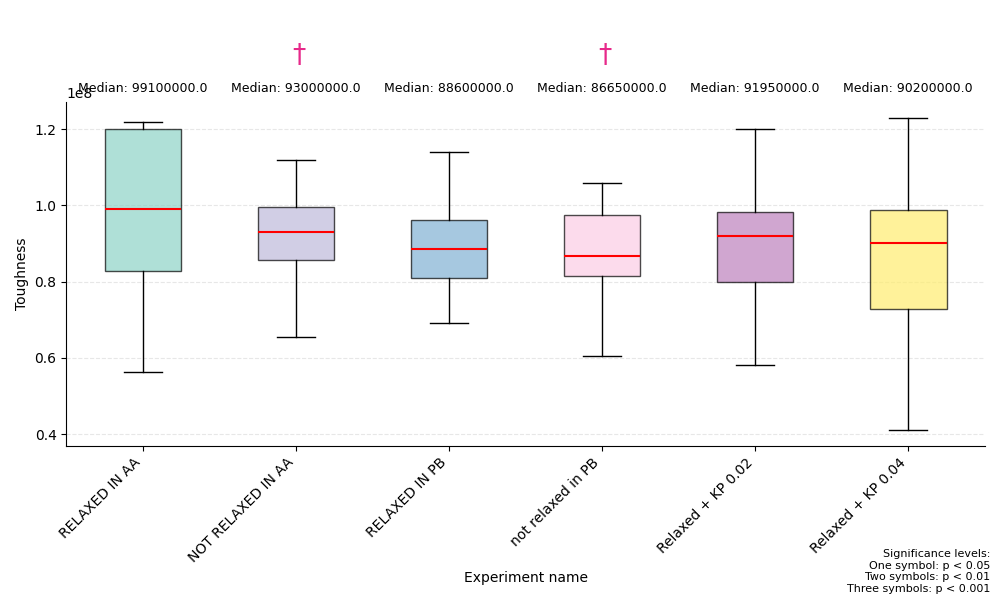 † †
Median: 99100000.0 Median: 93000000.0 Median: 88600000.0 Median: 86650000.0 Median: 91950000.0 Median: 90200000.0
1e8
1.2
1.0
0.8
0.6
0.4
Toughness
RELAXED IN AA
NOT RELAXED IN AA
RELAXED IN PB
not relaxed in PB
Relaxed + KP 0.02
Relaxed + KP 0.04
Experiment name
Significance levels:
One symbol: p < 0.05
Two symbols: p < 0.01
Three symbols: p < 0.001